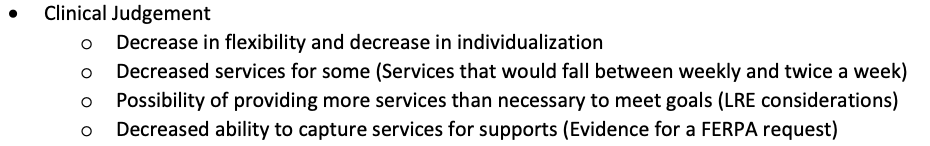 • Clinical Judgement
o Decrease in flexibility and decrease in individualization
o Decreased services for some (Services that would fall between weekly and twice a week)
o Possibility of providing more services than necessary to meet goals (LRE considerations)
o Decreased ability to capture services for supports (Evidence for a FERPA request)